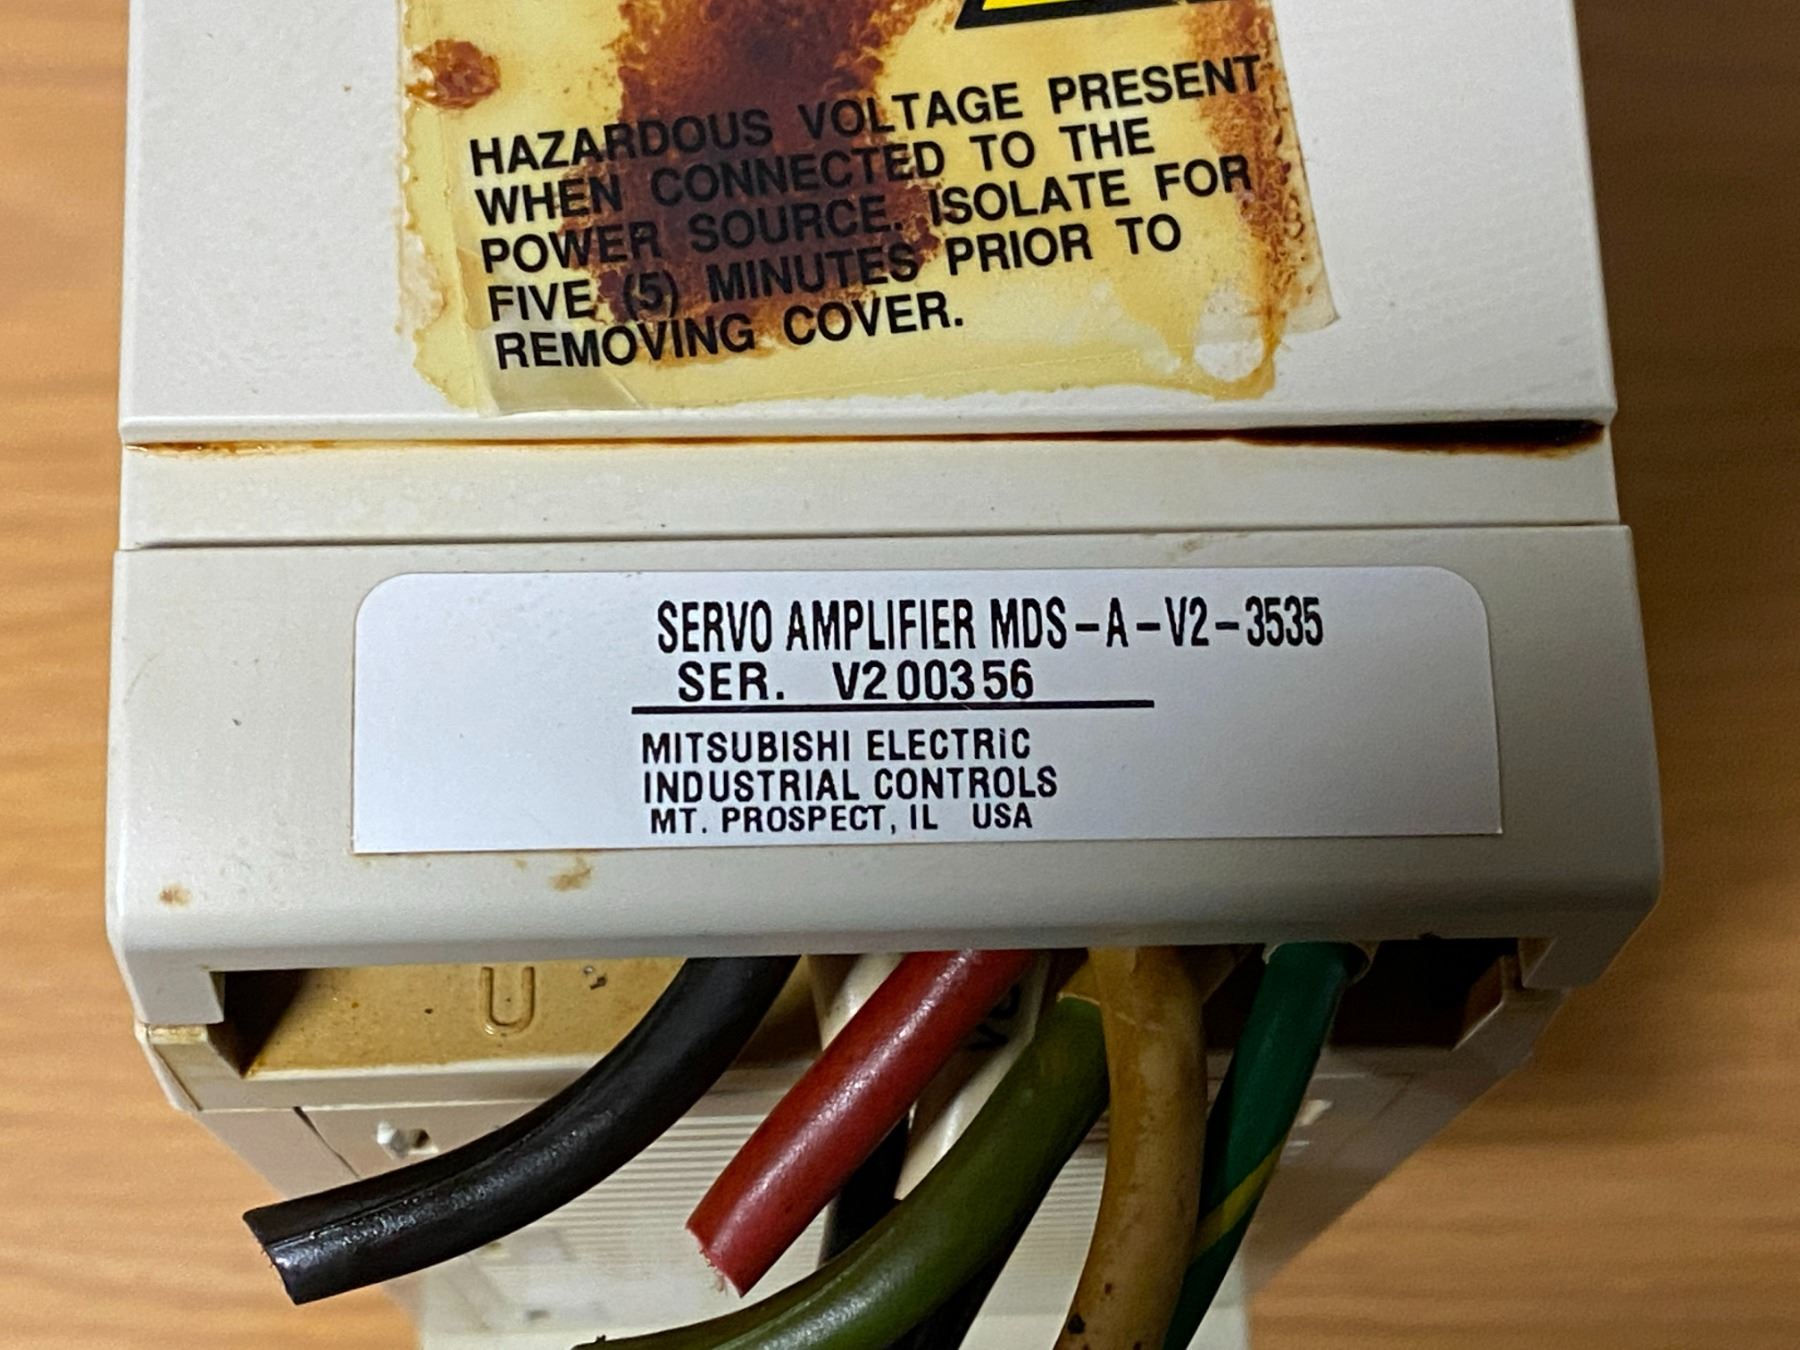 HAZARDOUS VOLTAGE PRESENT
WHEN CONNECTED TO THE
POWER SOURCE. ISOLATE FOR
FIVE (5) MINUTES PRIOR TO
REMOVING COVER.
SERVO AMPLIFIER MDS-A-V2-3535
SER. V200356
MITSUBISHI ELECTRIC
INDUSTRIAL CONTROLS
MT. PROSPECT, IL USA
U